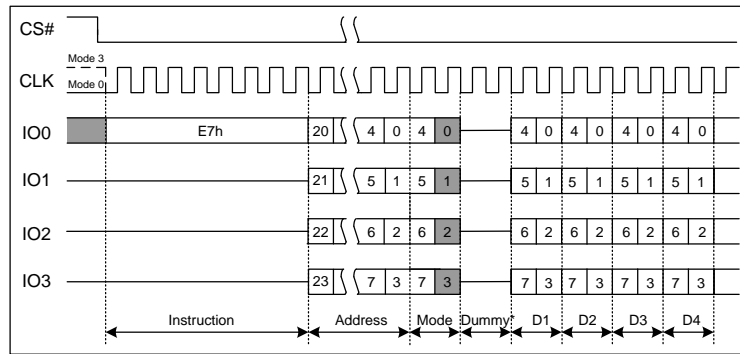 CS#
Mode 3
CLK
Mode 0
IO0 E7h 20 4 0 4 0 4 0 4 0 4 0 4 0
IO1 21 5 1 5 1 5 1 5 1 5 1 5 1
IO2 22 6 2 6 2 6 2 6 2 6 2 6 2
IO3 23 7 3 7 3 7 3 7 3 7 3 7 3
Instruction Address Mode Dummy* D1 D2 D3 D4